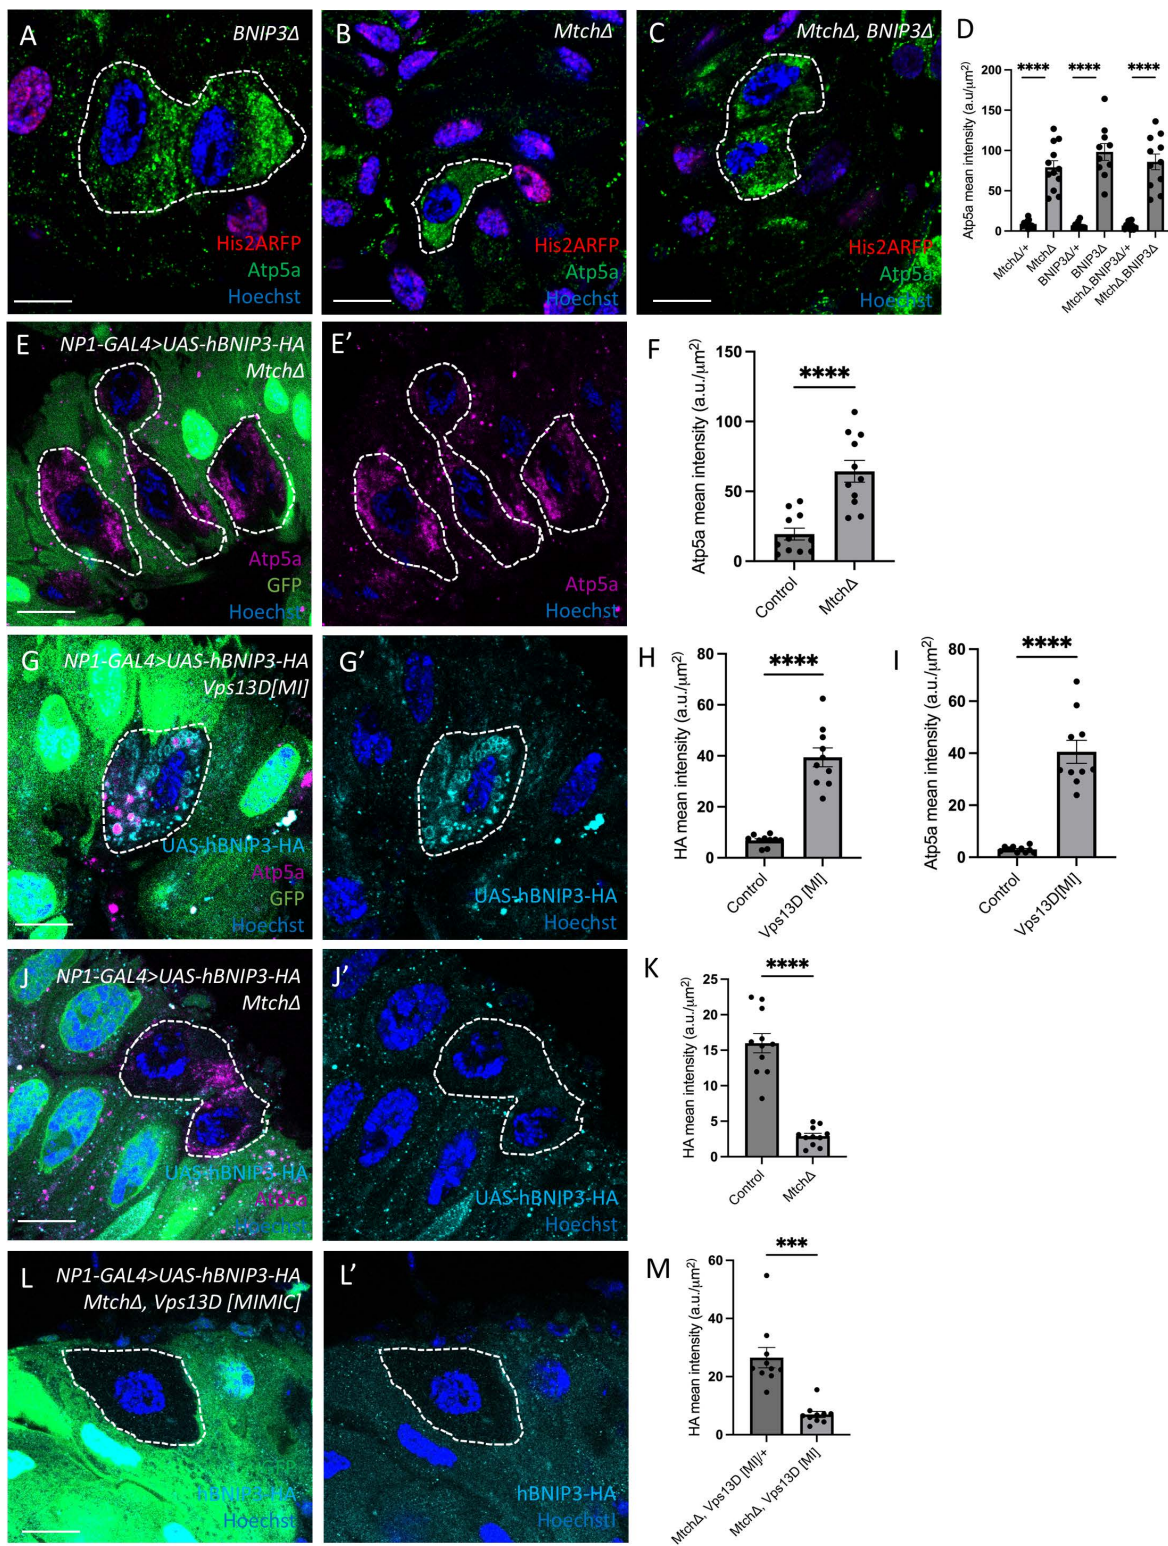 A
BNIP3Δ
His2ARFP
Atp5a
Hoechst
B
MtchΔ
His2ARFP
Atp5a
Hoechst
C
MtchΔ, BNIP3Δ
His2ARFP
Atp5a
Hoechst
D
Atp5a mean intensity (a.u/μm²)
200
150
100
50
0
**** **** ****
MtchΔ/+
MtchΔ
BNIP3Δ/+
BNIP3Δ
MtchΔ,BNIP3Δ/+
MtchΔ,BNIP3Δ
E
NP1-GAL4>UAS-hBNIP3-HA
MtchΔ
Atp5a
GFP
Hoechst
E’
Atp5a
Hoechst
F
Atp5a mean intensity (a.u./μm²)
150
100
50
0
****
Control
MtchΔ
G
NP1-GAL4>UAS-hBNIP3-HA
Vps13D[MI]
UAS-hBNIP3-HA
Atp5a
GFP
Hoechst
G’
UAS-hBNIP3-HA
Hoechst
H
HA mean intensity (a.u./μm²)
80
60
40
20
0
****
Control
Vps13D [MI]
I
Atp5a mean intensity (a.u./μm²)
80
60
40
20
0
****
Control
Vps13D[MI]
J
NP1-GAL4>UAS-hBNIP3-HA
MtchΔ
UAS-hBNIP3-HA
Atp5a
Hoechst
J’
UAS-hBNIP3-HA
Hoechst
K
HA mean intensity (a.u./μm²)
25
20
15
10
5
0
****
Control
MtchΔ
L
NP1-GAL4>UAS-hBNIP3-HA
MtchΔ, Vps13D [MIMIC]
hBNIP3-HA
Hoechst
L’
hBNIP3-HA
Hoechstl
M
HA mean intensity (a.u./μm²)
60
40
20
0
***
MtchΔ, Vps13D [MI]/+
MtchΔ, Vps13D [MI]